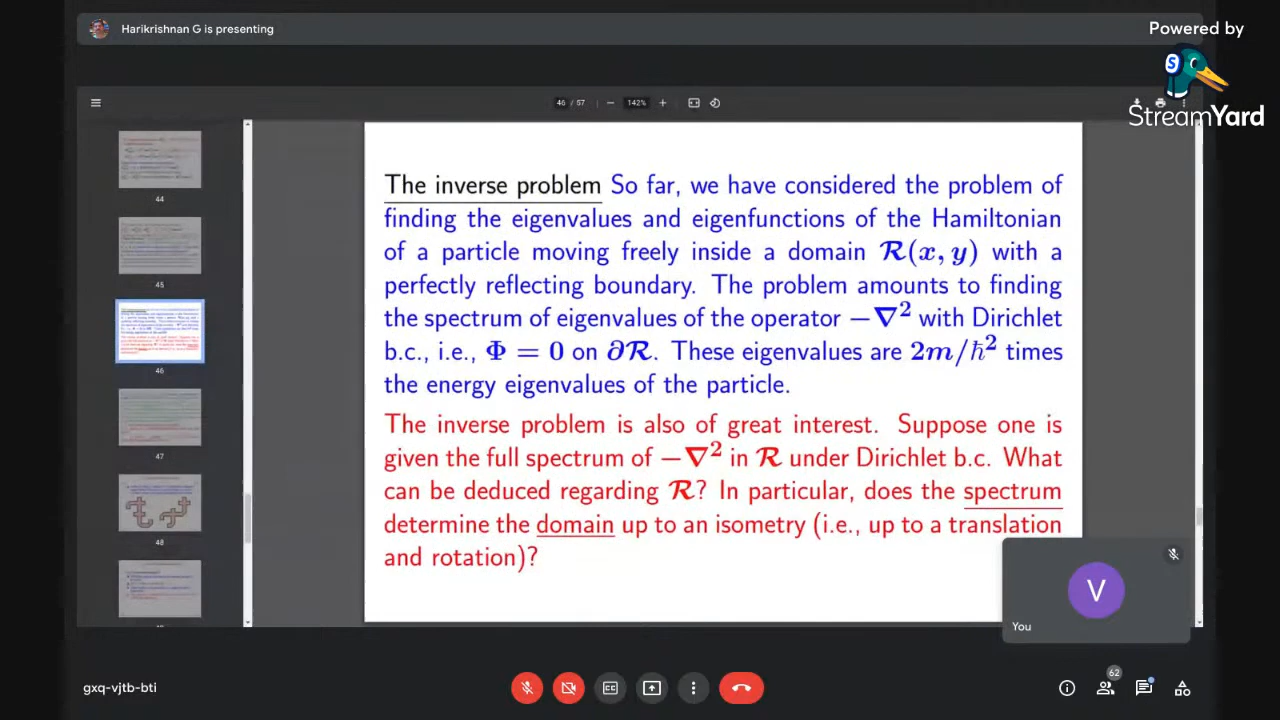 Harikrishnan G is presenting
Powered by
S
StreamYard
46 / 57
142%
The inverse problem So far, we have considered the problem of
finding the eigenvalues and eigenfunctions of the Hamiltonian
of a particle moving freely inside a domain 𝓡(x, y) with a
perfectly reflecting boundary. The problem amounts to finding
the spectrum of eigenvalues of the operator −∇² with Dirichlet
b.c., i.e., Φ = 0 on ∂𝓡. These eigenvalues are 2m/ℏ² times
the energy eigenvalues of the particle.
The inverse problem is also of great interest. Suppose one is
given the full spectrum of −∇² in 𝓡 under Dirichlet b.c. What
can be deduced regarding 𝓡? In particular, does the spectrum
determine the domain up to an isometry (i.e., up to a translation
and rotation)?
44
45
46
47
48
V
You
gxq-vjtb-bti
CC
62